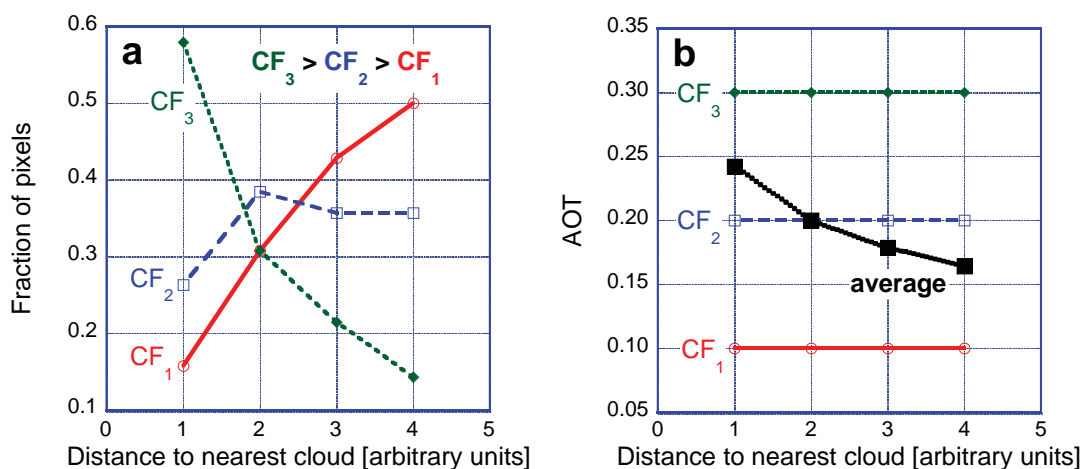 a
CF3 > CF2 > CF1
CF3
CF2
CF1
Fraction of pixels
0.6
0.5
0.4
0.3
0.2
0.1
0 1 2 3 4 5
Distance to nearest cloud [arbitrary units]
b
CF3
CF2
average
CF1
AOT
0.35
0.30
0.25
0.20
0.15
0.10
0.05
0 1 2 3 4 5
Distance to nearest cloud [arbitrary units]